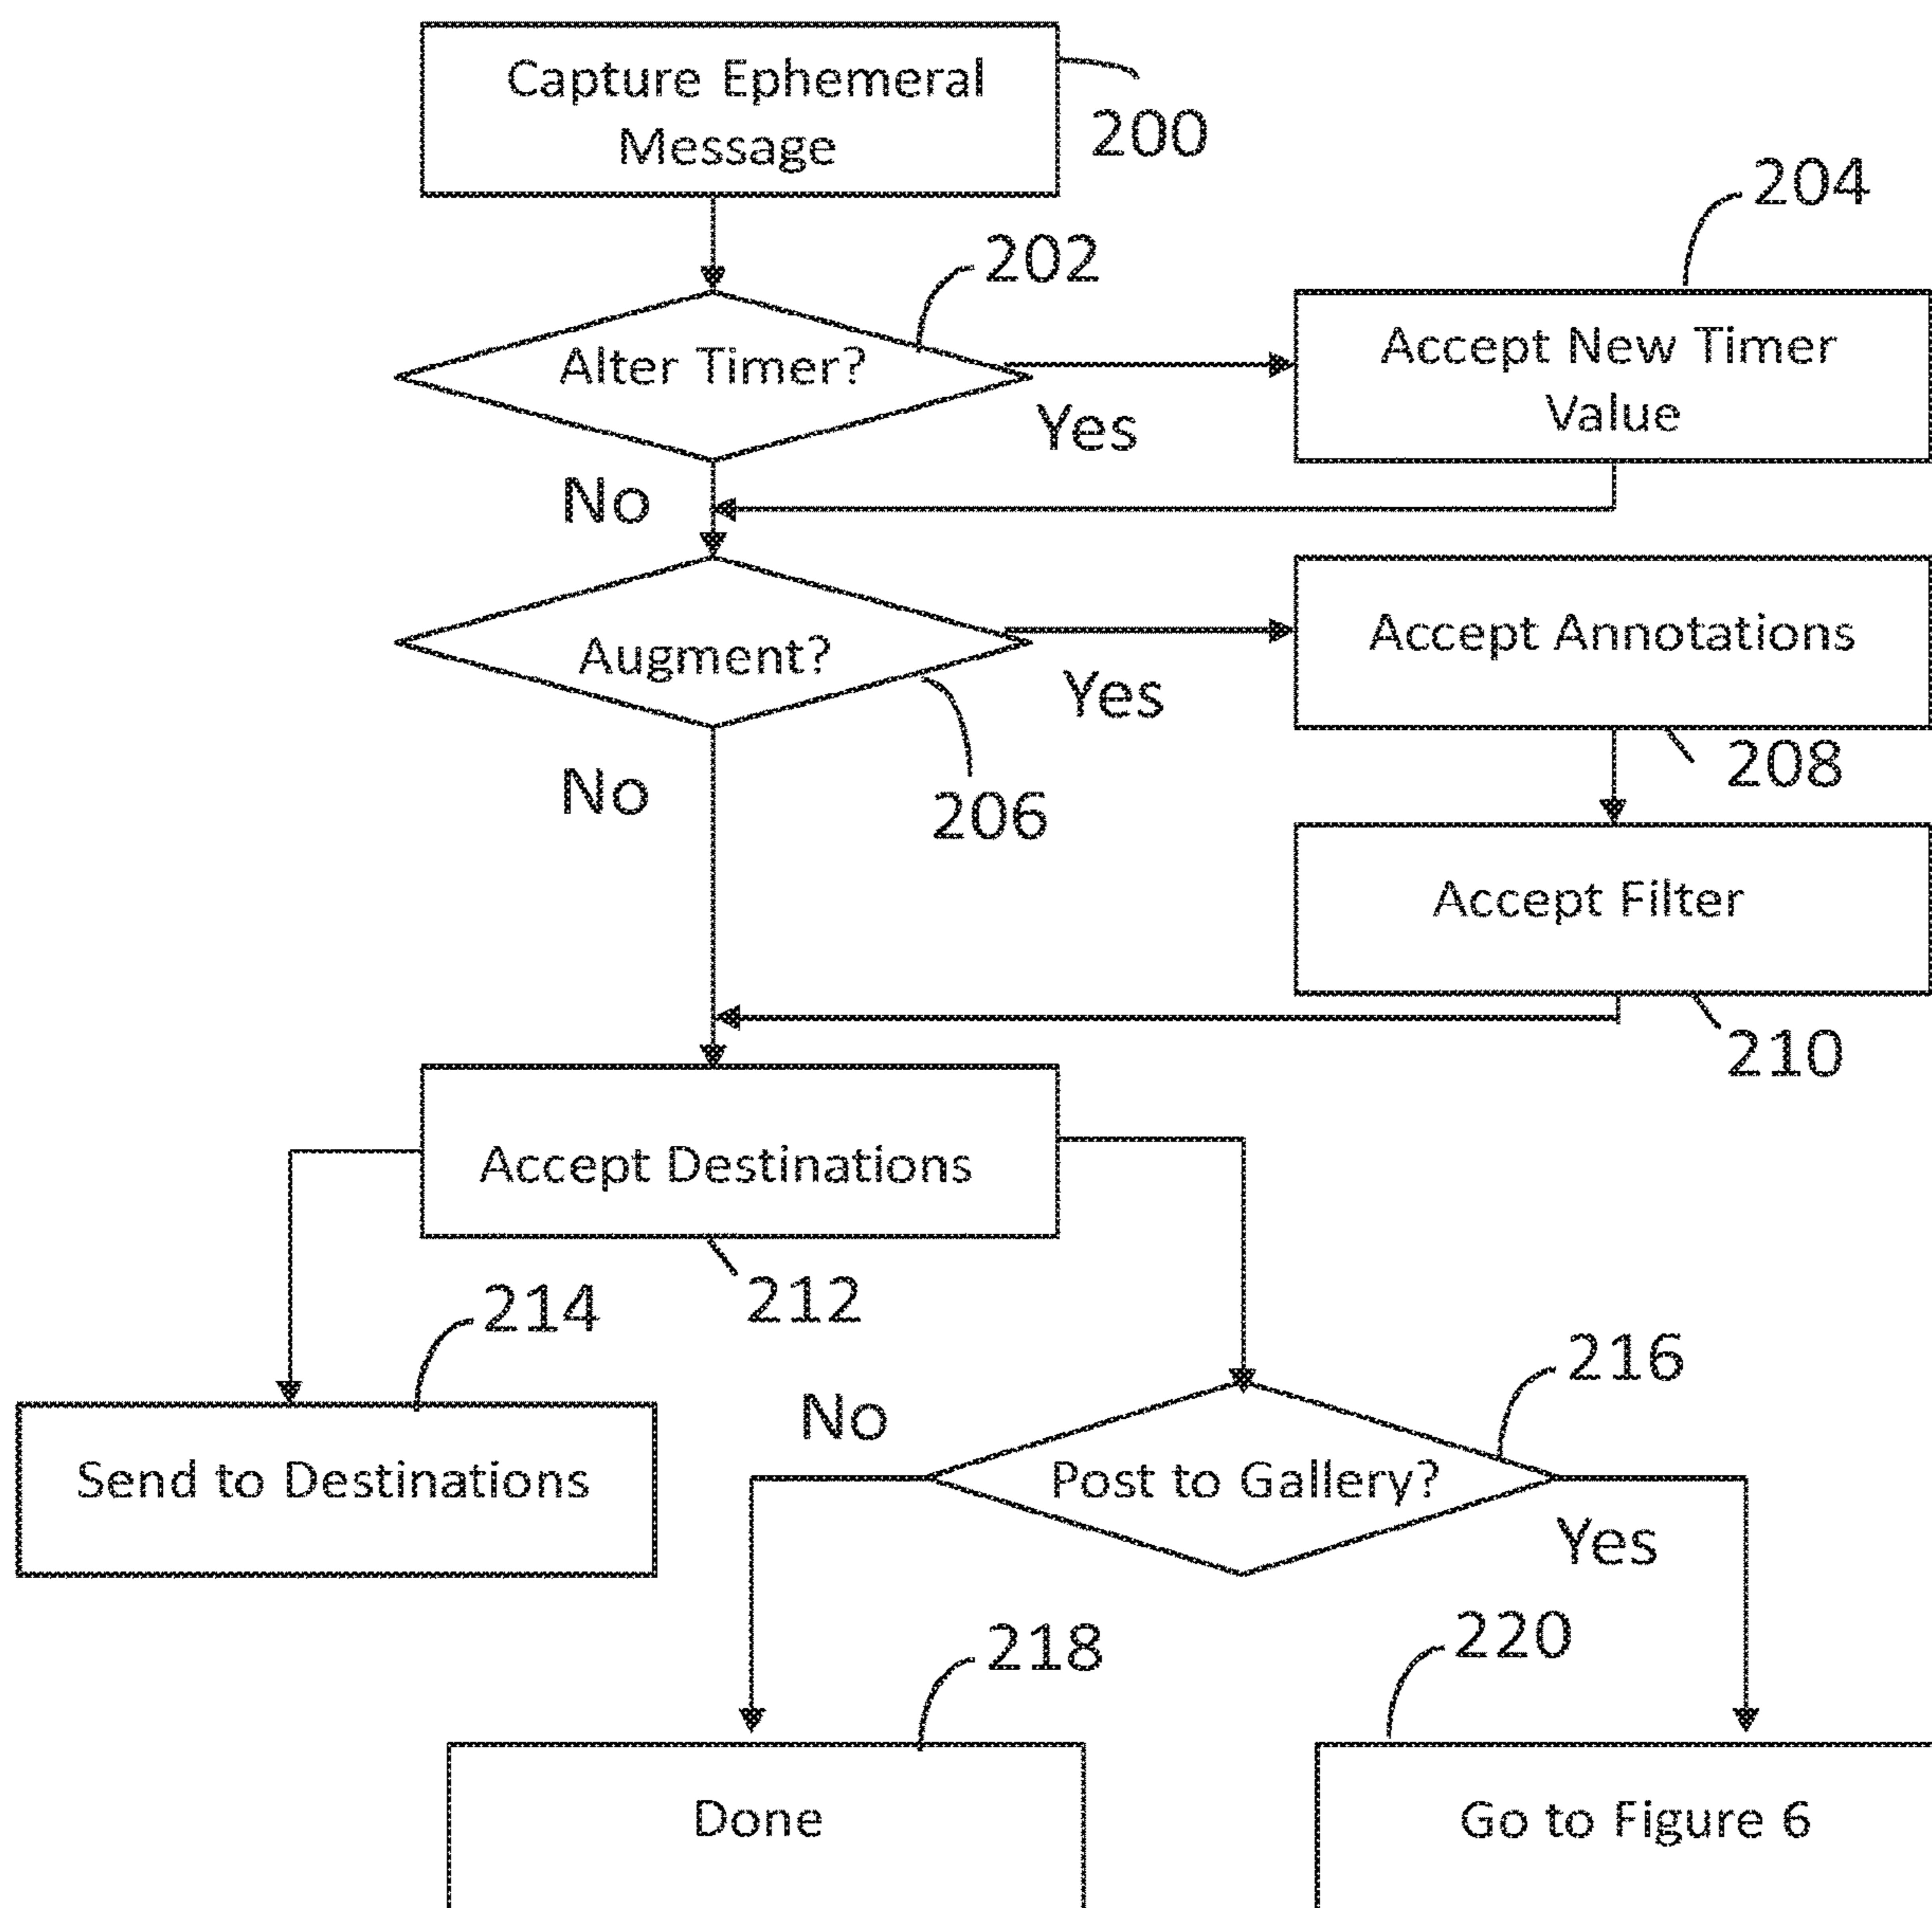 Capture Ephemeral
Message
200
204
202
Alter Timer?
Yes
Accept New Timer
Value
No
Augment?
Yes
Accept Annotations
208
No
206
Accept Filter
210
Accept Destinations
212
214
216
Send to Destinations
No
Post to Gallery?
Yes
218
220
Done
Go to Figure 6